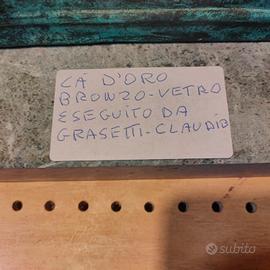 CA D'ORO
BRONZO-VETRO
ESEGUITO DA
GRASETTI-CLAUDIO
subito